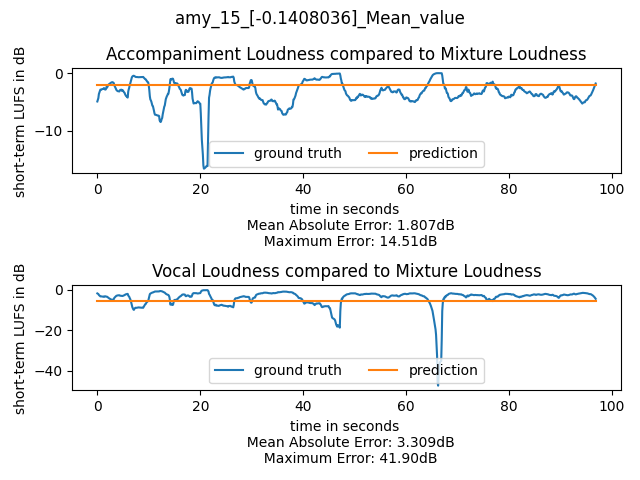 amy_15_[-0.1408036]_Mean_value
Accompaniment Loudness compared to Mixture Loudness
short-term LUFS in dB
0
−10
ground truth
prediction
0 20 40 60 80 100
time in seconds
Mean Absolute Error: 1.807dB
Maximum Error: 14.51dB
Vocal Loudness compared to Mixture Loudness
short-term LUFS in dB
0
−20
−40
ground truth
prediction
0 20 40 60 80 100
time in seconds
Mean Absolute Error: 3.309dB
Maximum Error: 41.90dB